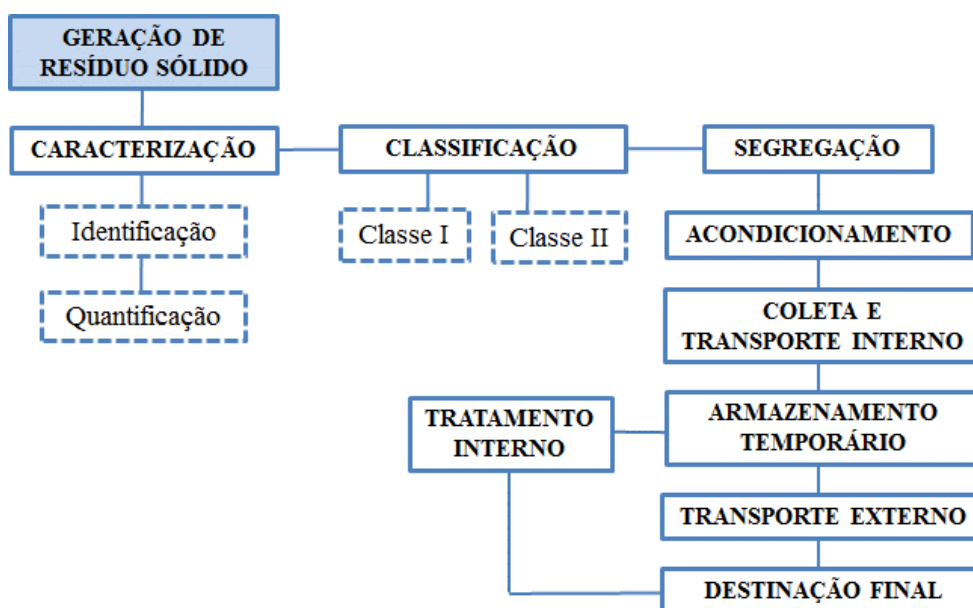 GERAÇÃO DE
RESÍDUO SÓLIDO
CARACTERIZAÇÃO
CLASSIFICAÇÃO
SEGREGAÇÃO
Identificação
Classe I
Classe II
ACONDICIONAMENTO
Quantificação
COLETA E
TRANSPORTE INTERNO
TRATAMENTO
INTERNO
ARMAZENAMENTO
TEMPORÁRIO
TRANSPORTE EXTERNO
DESTINAÇÃO FINAL